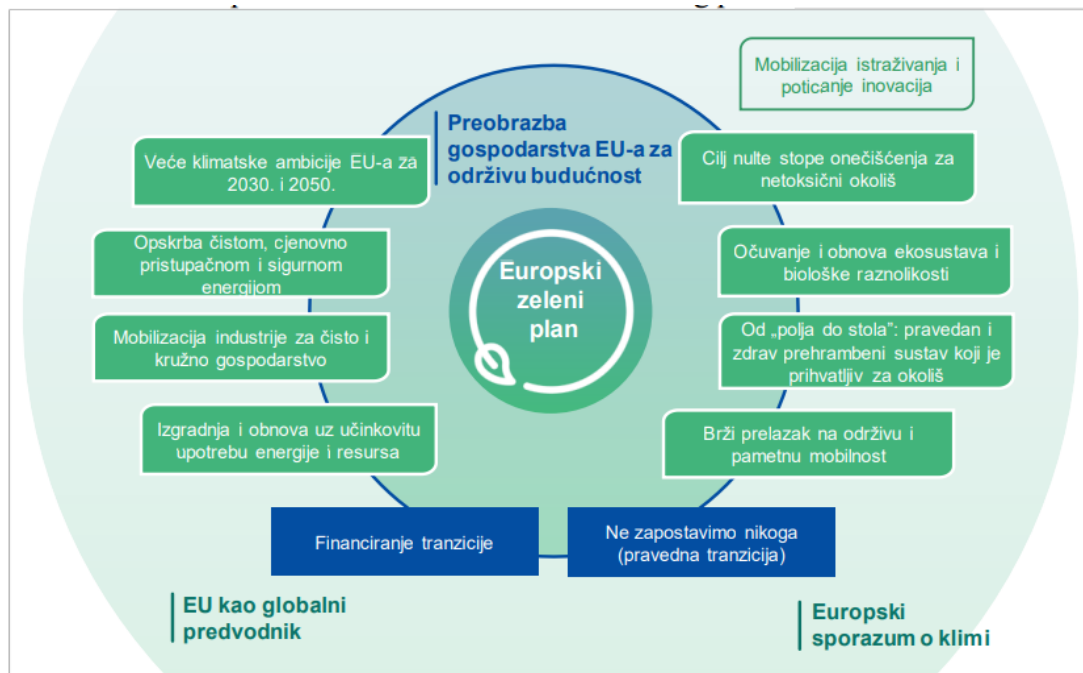 Mobilizacija istraživanja i
poticanje inovacija
Preobrazba
gospodarstva EU-a za
održivu budućnost
Veće klimatske ambicije EU-a za
2030. i 2050.
Cilj nulte stope onečišćenja za
netoksični okoliš
Opskrba čistom, cjenovno
pristupačnom i sigurnom
energijom
Očuvanje i obnova ekosustava i
biološke raznolikosti
Europski
zeleni
plan
Mobilizacija industrije za čisto i
kružno gospodarstvo
Od „polja do stola”: pravedan i
zdrav prehrambeni sustav koji je
prihvatljiv za okoliš
Izgradnja i obnova uz učinkovitu
upotrebu energije i resursa
Brži prelazak na održivu i
pametnu mobilnost
Financiranje tranzicije
Ne zapostavimo nikoga
(pravedna tranzicija)
EU kao globalni
predvodnik
Europski
sporazum o klimi